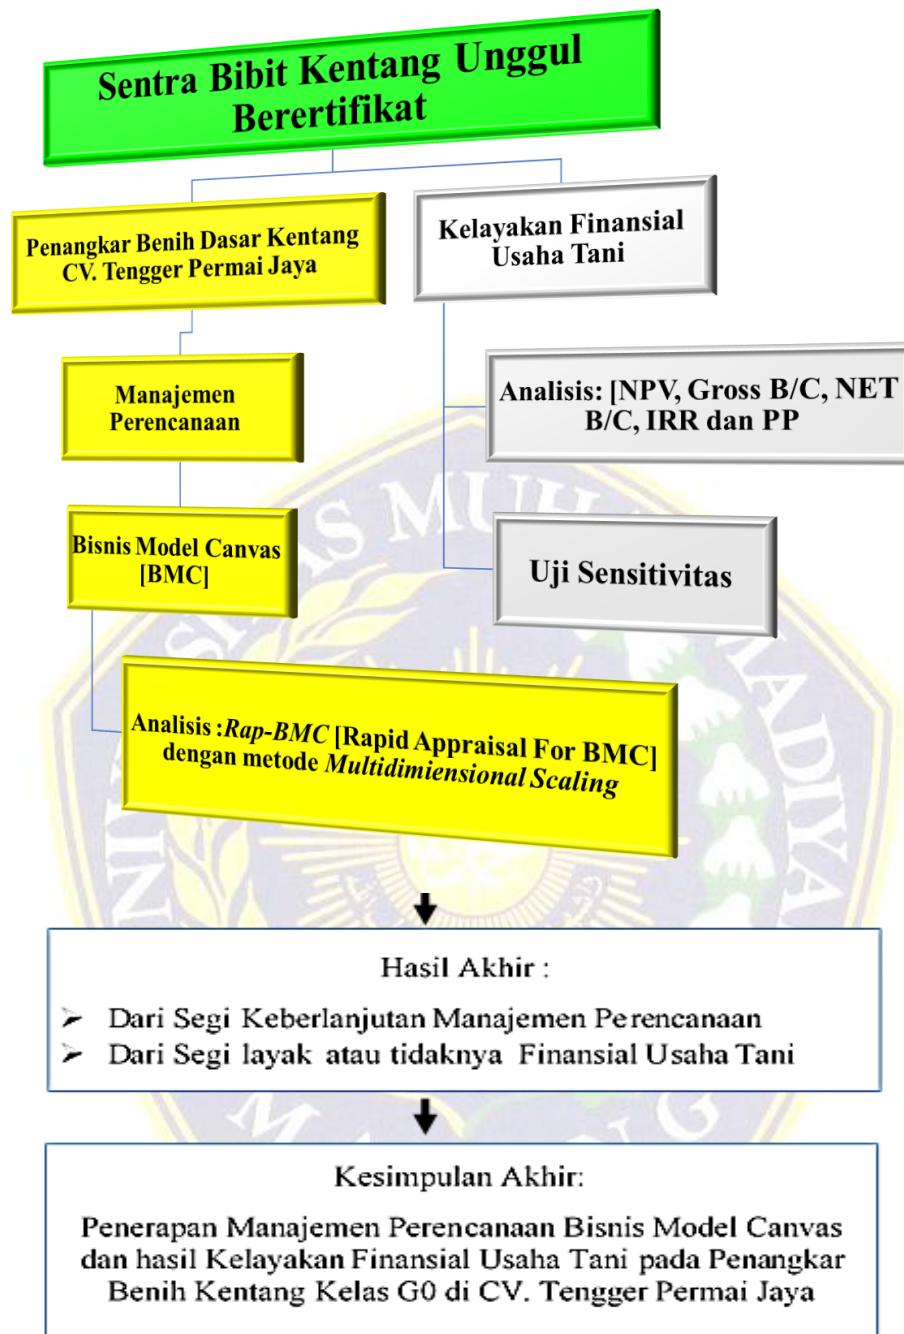 Sentra Bibit Kentang Unggul
Berertifikat
Penangkar Benih Dasar Kentang
CV. Tengger Permai Jaya
Kelayakan Finansial
Usaha Tani
Manajemen
Perencanaan
Analisis: [NPV, Gross B/C, NET
B/C, IRR dan PP
Bisnis Model Canvas
[BMC]
Uji Sensitivitas
Analisis :Rap-BMC [Rapid Appraisal For BMC]
dengan metode Multidimiensional Scaling
Hasil Akhir :
➢ Dari Segi Keberlanjutan Manajemen Perencanaan
➢ Dari Segi layak atau tidaknya Finansial Usaha Tani
Kesimpulan Akhir:
Penerapan Manajemen Perencanaan Bisnis Model Canvas
dan hasil Kelayakan Finansial Usaha Tani pada Penangkar
Benih Kentang Kelas G0 di CV. Tengger Permai Jaya